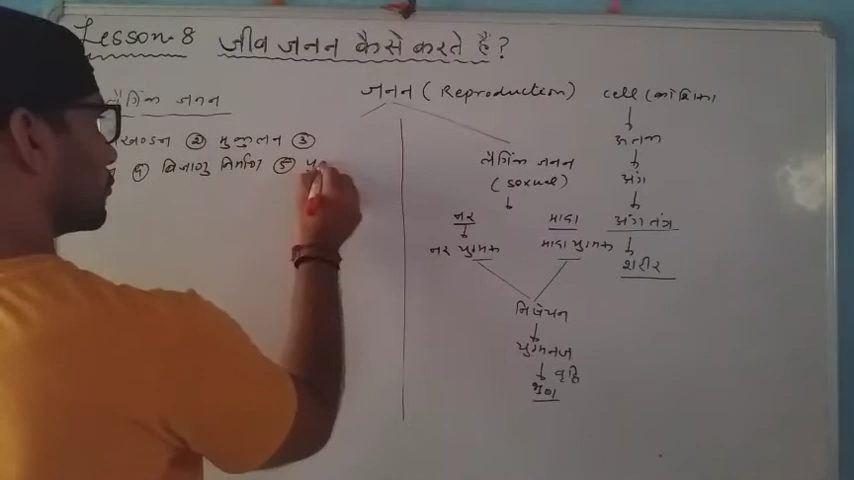 Lesson-8 जीव जनन कैसे करते हैं?
लैंगिक जनन
खण्डन ② मुकुलन ③
④ बिजाणु निर्माण ⑤
जनन (Reproduction)
लैंगिक जनन
(sexual)
नर
नर युग्मक
मादा
मादा युग्मक
निषेचन
युग्मनज
वृद्धि
भ्रूण
cell (कोशिका
ऊतक
अंग
अंग तंत्र
शरीर